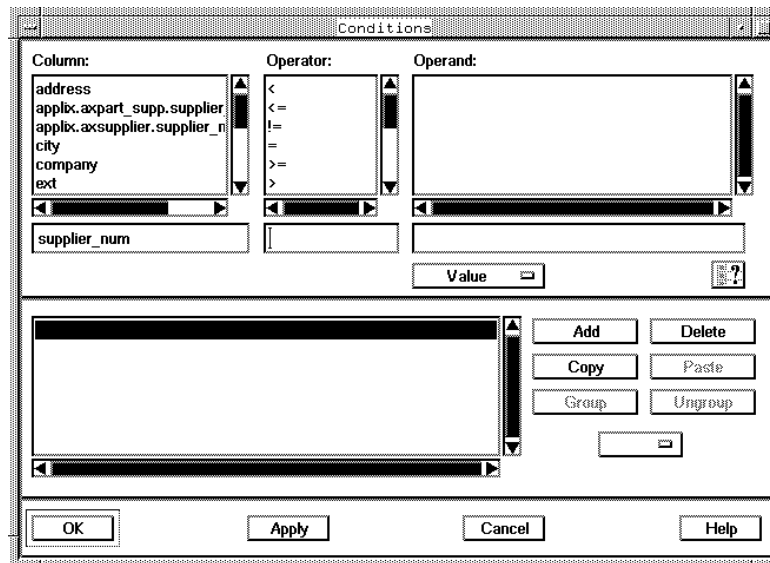 Conditions
Column:
Operator:
Operand:
address
applix.axpart_supp.supplier_
applix.axsupplier.supplier_n
city
company
ext
<
<=
!=
=
>=
>
supplier_num
Value
?
Add
Delete
Copy
Paste
Group
Ungroup
OK
Apply
Cancel
Help